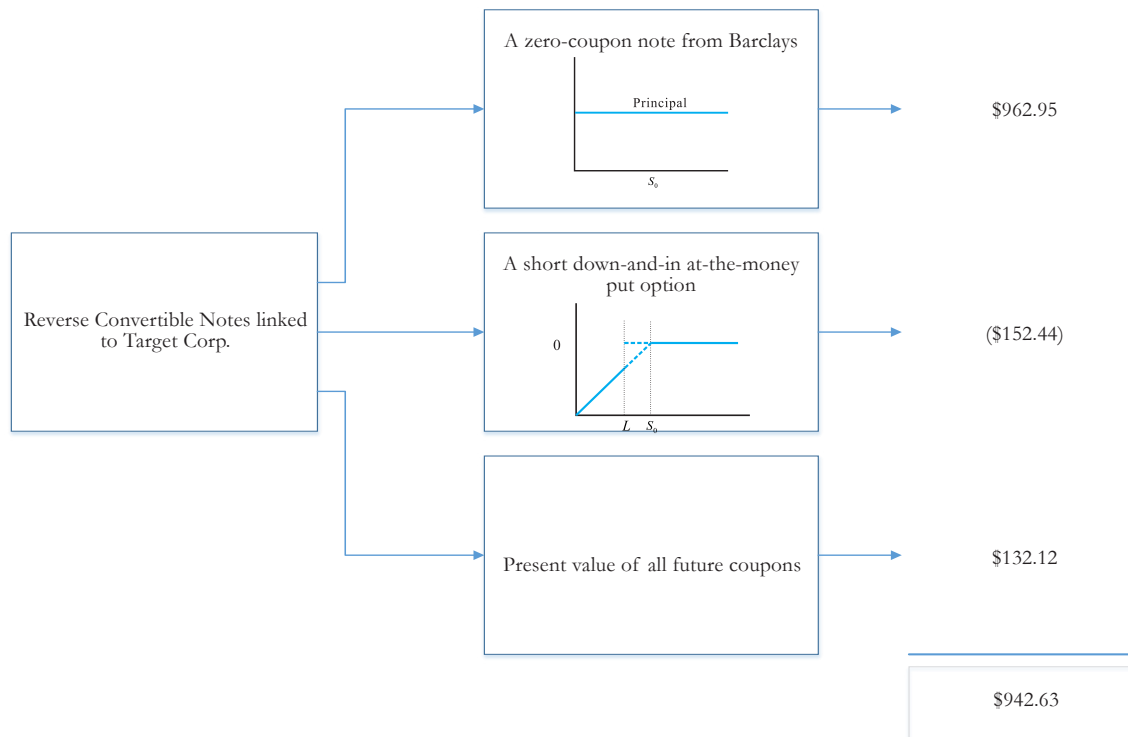 A zero-coupon note from Barclays
Principal
S₀
$962.95
Reverse Convertible Notes linked
to Target Corp.
A short down-and-in at-the-money
put option
0
L S₀
($152.44)
Present value of all future coupons
$132.12
$942.63